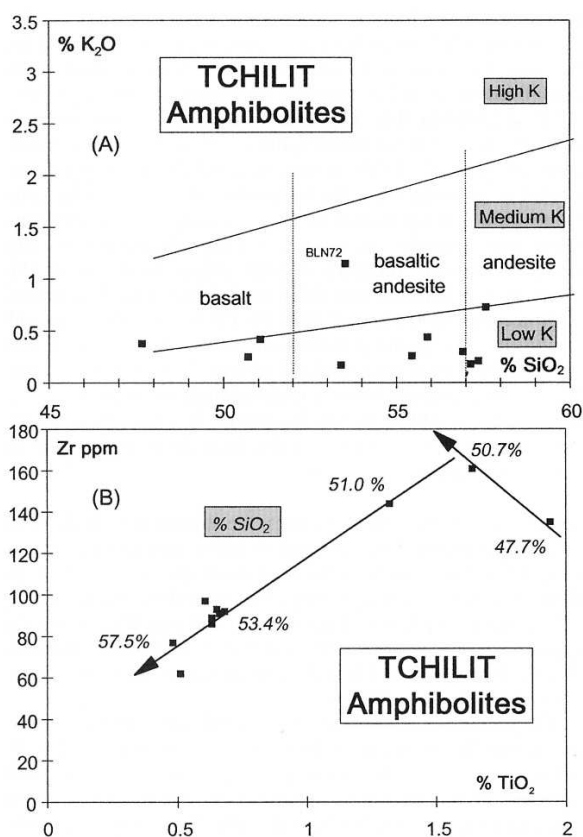 3.5
% K₂O
3
TCHILIT
Amphibolites
High K
2.5
(A)
2
Medium K
1.5
BLN72
1
basalt
basaltic
andesite
andesite
0.5
Low K
% SiO₂
0
45
50
55
60
180
Zr ppm
50.7%
160
(B)
51.0 %
140
% SiO₂
47.7%
120
100
53.4%
80
57.5%
60
TCHILIT
Amphibolites
40
20
% TiO₂
0
0
0.5
1
1.5
2